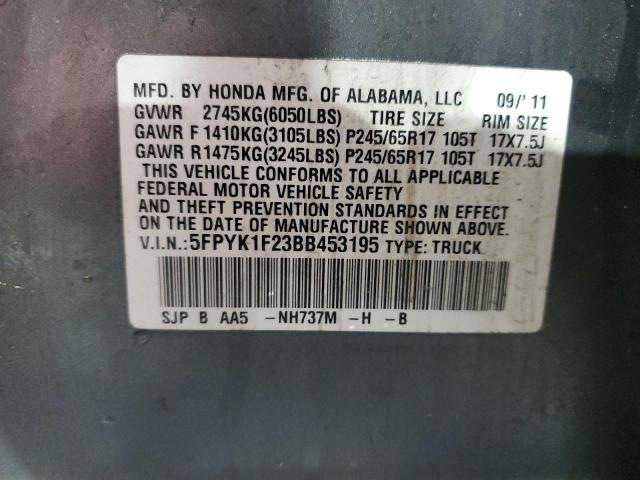 MFD. BY HONDA MFG. OF ALABAMA, LLC 09/'11
GVWR 2745KG(6050LBS) TIRE SIZE RIM SIZE
GAWR F 1410KG(3105LBS) P245/65R17 105T 17X7.5J
GAWR R1475KG(3245LBS) P245/65R17 105T 17X7.5J
THIS VEHICLE CONFORMS TO ALL APPLICABLE
FEDERAL MOTOR VEHICLE SAFETY
AND THEFT PREVENTION STANDARDS IN EFFECT
ON THE DATE OF MANUFACTURE SHOWN ABOVE.
V.I.N.:5FPYK1F23BB453195 TYPE: TRUCK
SJP B AA5 -NH737M -H -B